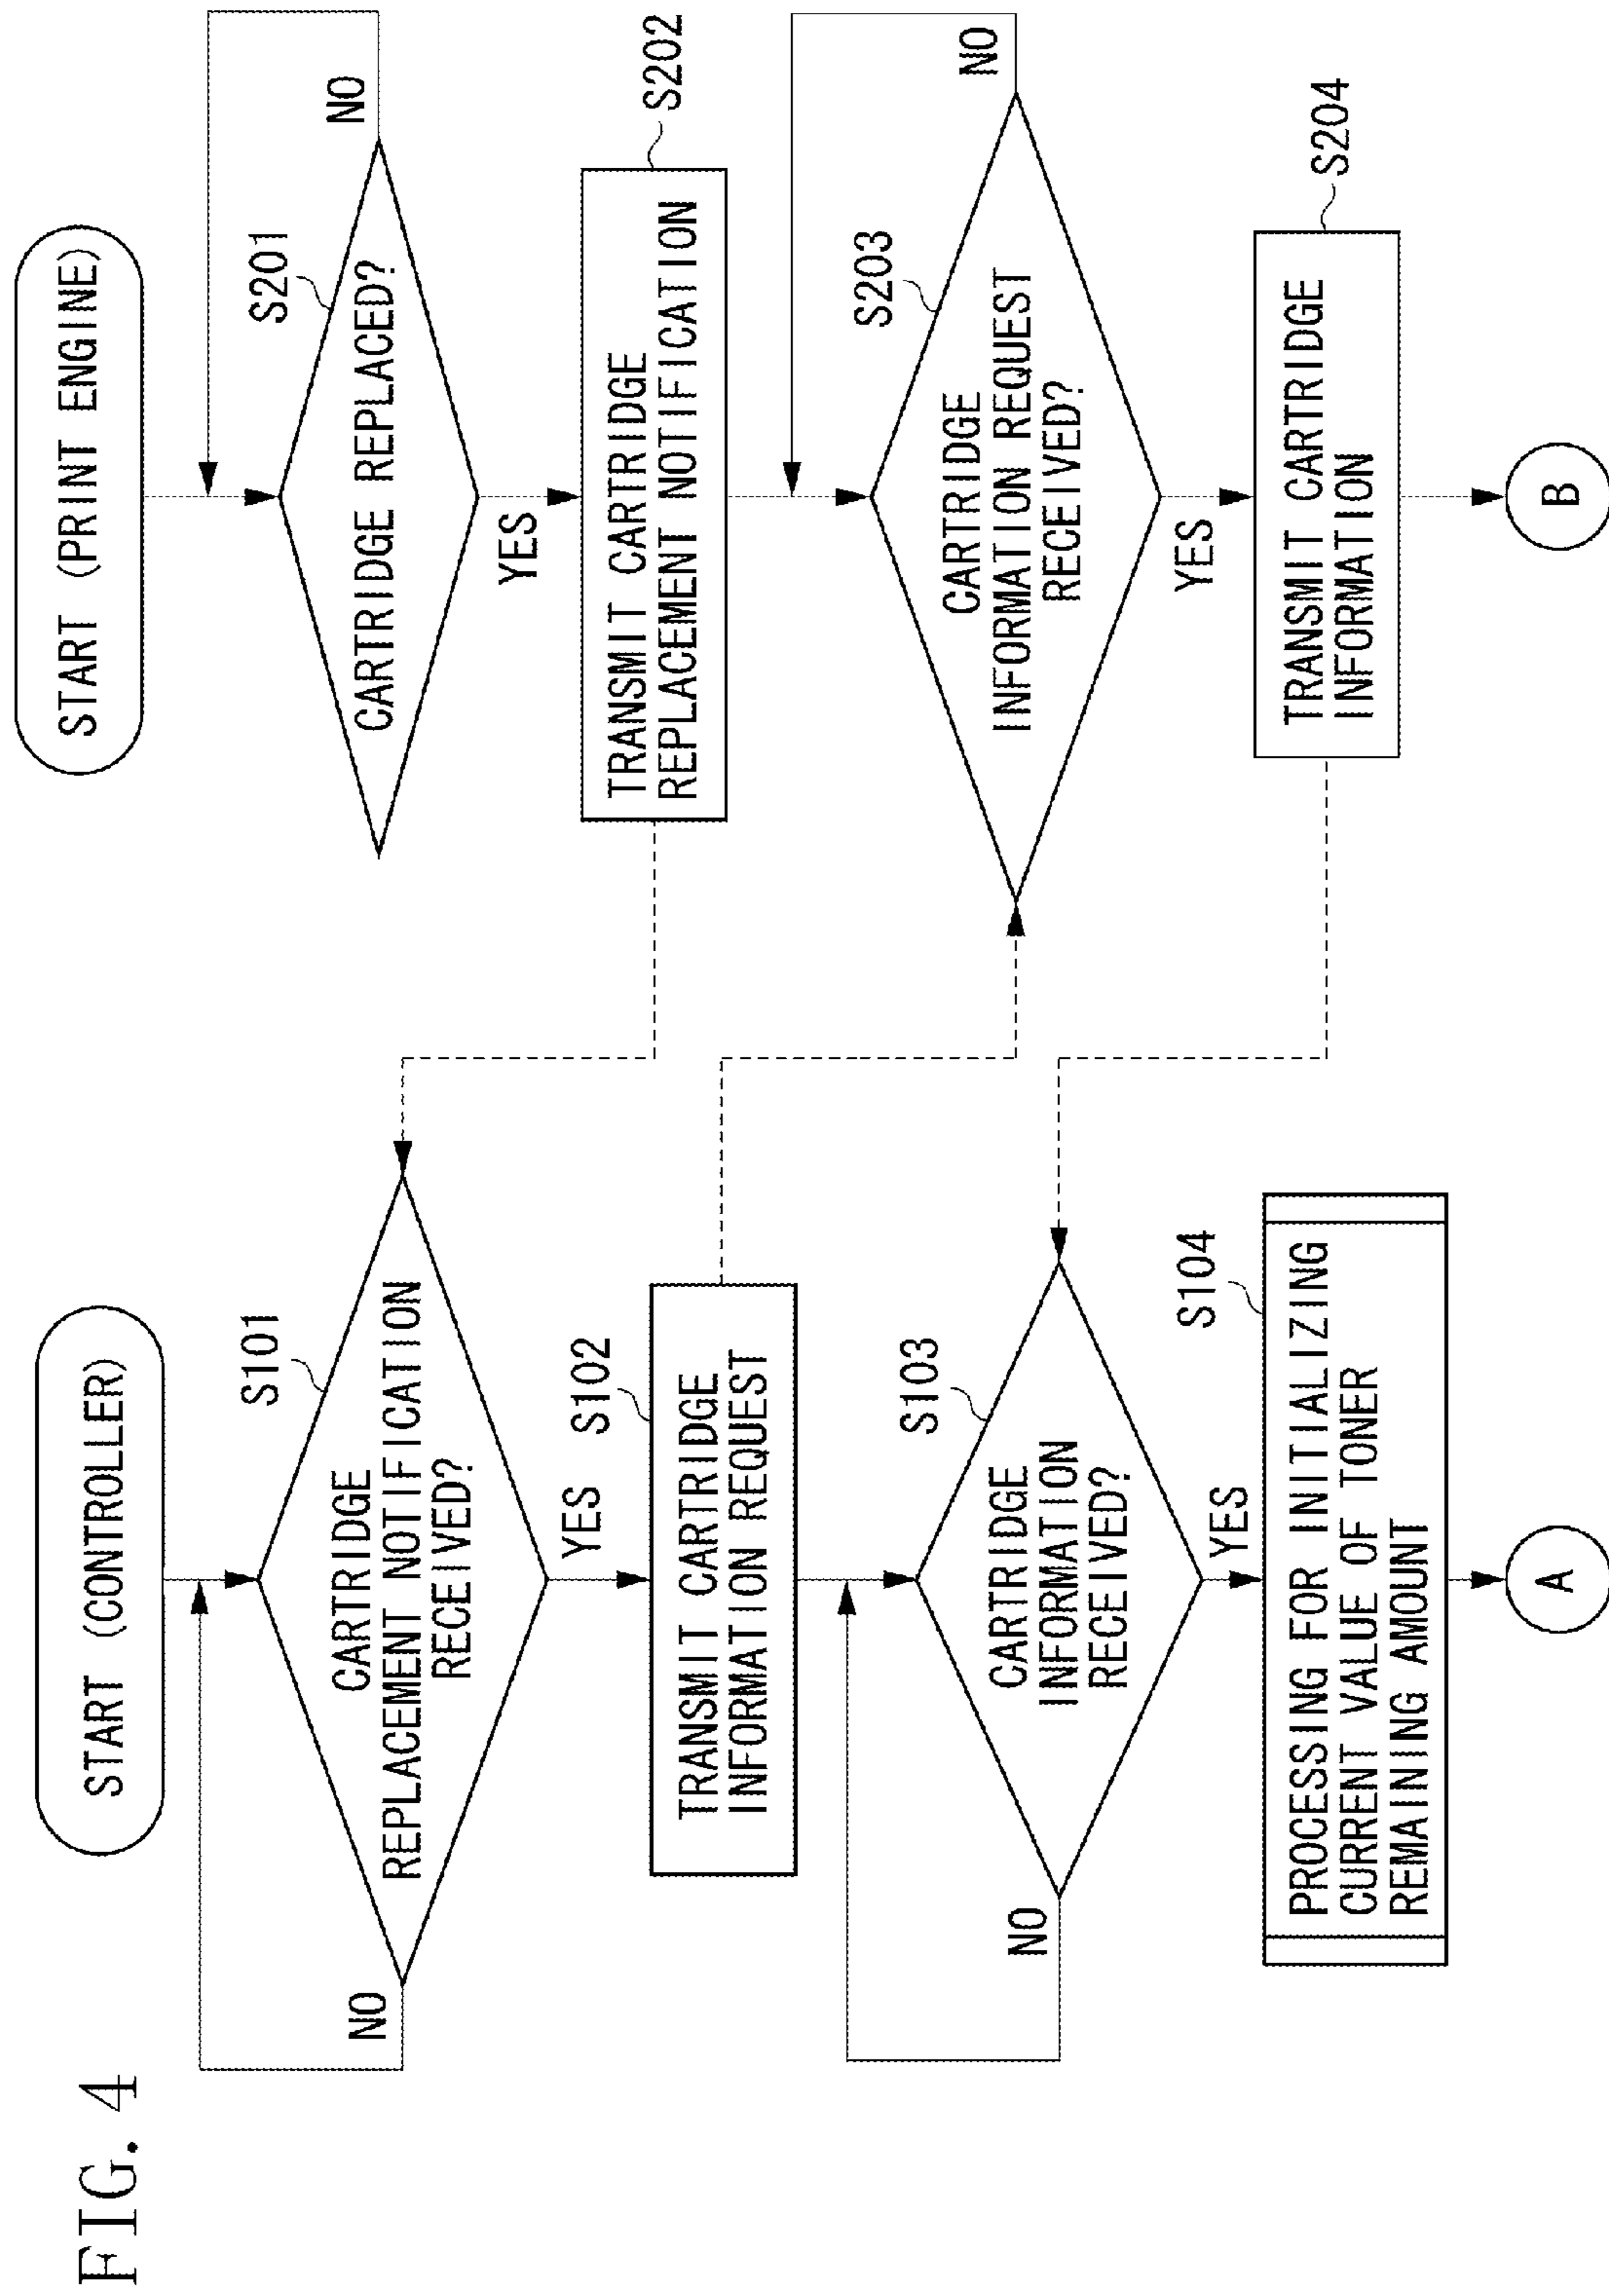 FIG. 4
START (CONTROLLER)
S101
CARTRIDGE
REPLACEMENT NOTIFICATION
RECEIVED?
NO
YES
S102
TRANSMIT CARTRIDGE
INFORMATION REQUEST
S103
CARTRIDGE
INFORMATION
RECEIVED?
NO
YES
S104
PROCESSING FOR INITIALIZING
CURRENT VALUE OF TONER
REMAINING AMOUNT
A
START (PRINT ENGINE)
S201
CARTRIDGE REPLACED?
NO
YES
S202
TRANSMIT CARTRIDGE
REPLACEMENT NOTIFICATION
S203
CARTRIDGE
INFORMATION REQUEST
RECEIVED?
NO
YES
S204
TRANSMIT CARTRIDGE
INFORMATION
B